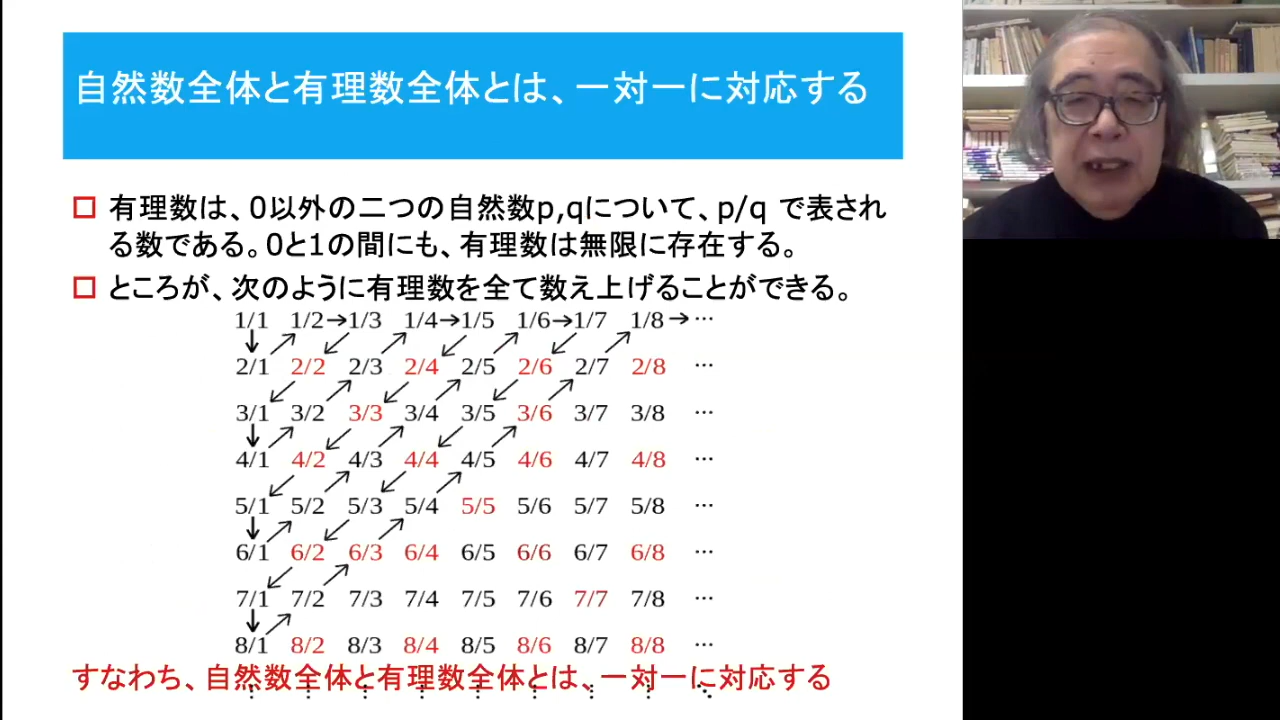 自然数全体と有理数全体とは、一対一に対応する
有理数は、0以外の二つの自然数p,qについて、p/q で表され
る数である。0と1の間にも、有理数は無限に存在する。
ところが、次のように有理数を全て数え上げることができる。
1/1 1/2→1/3 1/4→1/5 1/6→1/7 1/8→ ⋯
2/1 2/2 2/3 2/4 2/5 2/6 2/7 2/8 ⋯
3/1 3/2 3/3 3/4 3/5 3/6 3/7 3/8 ⋯
4/1 4/2 4/3 4/4 4/5 4/6 4/7 4/8 ⋯
5/1 5/2 5/3 5/4 5/5 5/6 5/7 5/8 ⋯
6/1 6/2 6/3 6/4 6/5 6/6 6/7 6/8 ⋯
7/1 7/2 7/3 7/4 7/5 7/6 7/7 7/8 ⋯
8/1 8/2 8/3 8/4 8/5 8/6 8/7 8/8 ⋯
すなわち、自然数全体と有理数全体とは、一対一に対応する